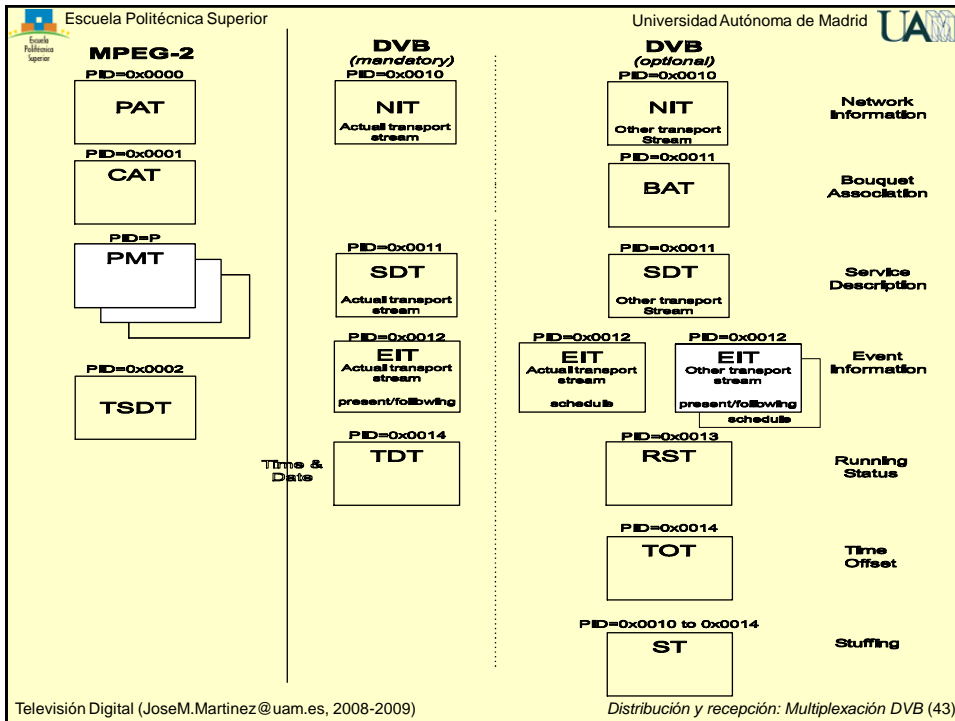 Escuela Politécnica Superior
Universidad Autónoma de Madrid
UAM
Escuela
Politécnica
Superior
MPEG-2
PID=0x0000
PAT
PID=0x0001
CAT
PID=P
PMT
PID=0x0002
TSDT
DVB
(mandatory)
PID=0x0010
NIT
Actual transport
stream
PID=0x0011
SDT
Actual transport
stream
PID=0x0012
EIT
Actual transport
stream
present/following
PID=0x0014
TDT
Time &
Date
DVB
(optional)
PID=0x0010
NIT
Other transport
Stream
Network
Information
PID=0x0011
BAT
Bouquet
Association
PID=0x0011
SDT
Other transport
Stream
Service
Description
PID=0x0012
EIT
Actual transport
stream
schedule
PID=0x0012
EIT
Other transport
stream
present/following
schedule
Event
Information
PID=0x0013
RST
Running
Status
PID=0x0014
TOT
Time
Offset
PID=0x0010 to 0x0014
ST
Stuffing
Televisión Digital (JoseM.Martinez@uam.es, 2008-2009)
Distribución y recepción: Multiplexación DVB (43)